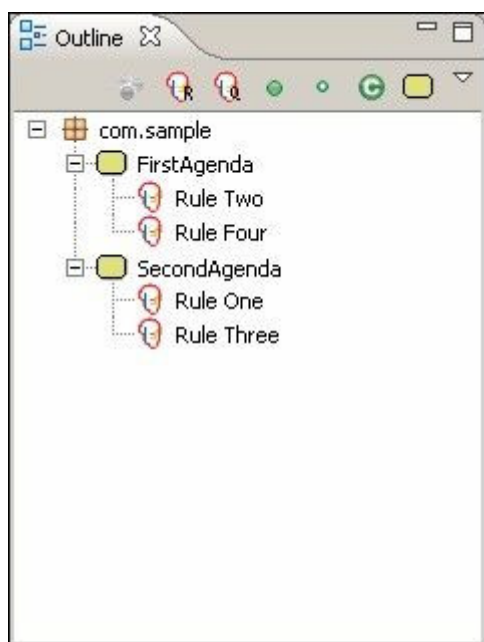 Outline
com.sample
FirstAgenda
Rule Two
Rule Four
SecondAgenda
Rule One
Rule Three